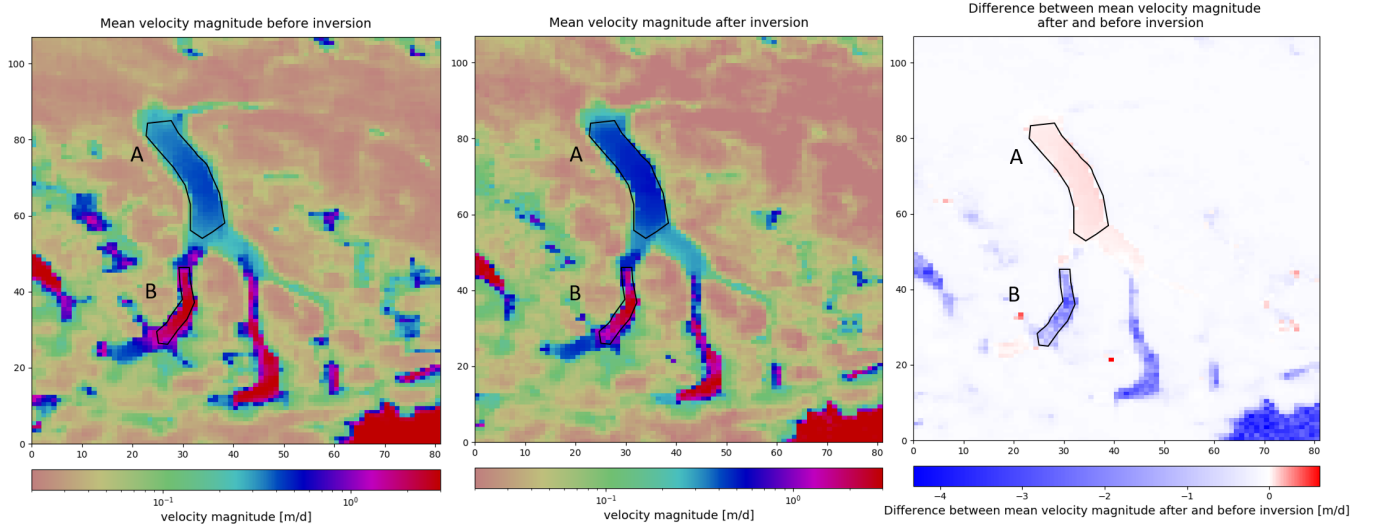 Mean velocity magnitude before inversion
100
80
60
40
20
0
0 10 20 30 40 50 60 70 80
A
B
10⁻¹ 10⁰
velocity magnitude [m/d]
Mean velocity magnitude after inversion
100
80
60
40
20
0
0 10 20 30 40 50 60 70 80
A
B
10⁻¹ 10⁰
velocity magnitude [m/d]
Difference between mean velocity magnitude
after and before inversion
100
80
60
40
20
0
0 10 20 30 40 50 60 70 80
A
B
−4 −3 −2 −1 0
Difference between mean velocity magnitude after and before inversion [m/d]